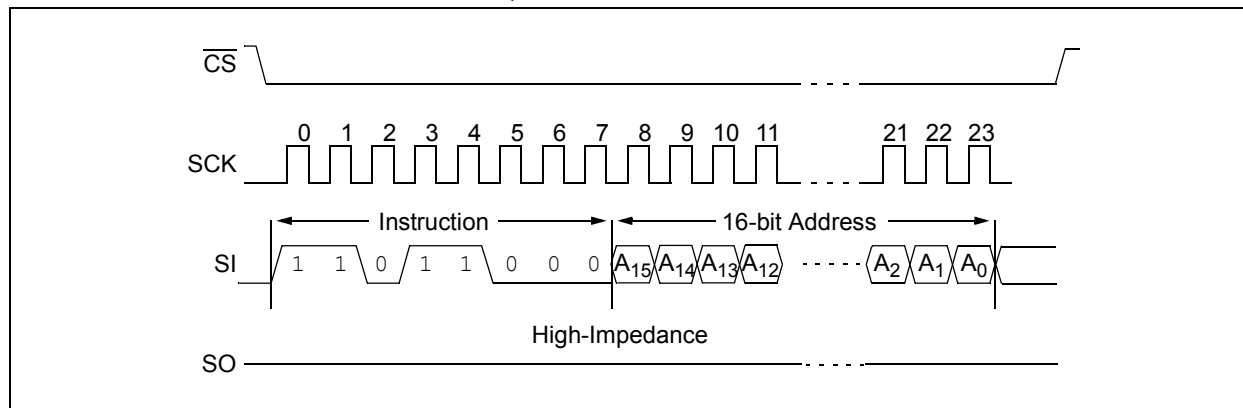 CS
0 1 2 3 4 5 6 7 8 9 10 11 21 22 23
SCK
Instruction 16-bit Address
SI 1 1 0 1 1 0 0 0 A15 A14 A13 A12 A2 A1 A0
High-Impedance
SO